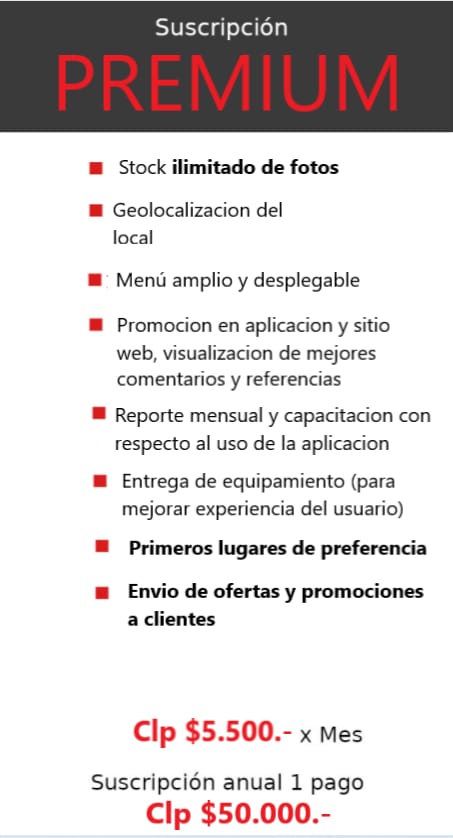 Suscripción
PREMIUM
Stock ilimitado de fotos
Geolocalizacion del
local
Menú amplio y desplegable
Promocion en aplicacion y sitio
web, visualizacion de mejores
comentarios y referencias
Reporte mensual y capacitacion con
respecto al uso de la aplicacion
Entrega de equipamiento (para
mejorar experiencia del usuario)
Primeros lugares de preferencia
Envio de ofertas y promociones
a clientes
Clp $5.500.- x Mes
Suscripción anual 1 pago
Clp $50.000.-